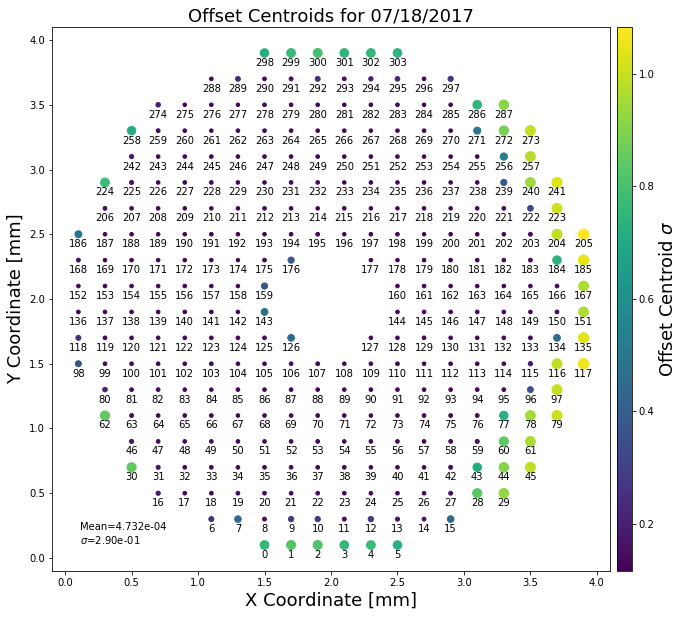 Offset Centroids for 07/18/2017
4.0
298 299 300 301 302 303
288 289 290 291 292 293 294 295 296 297
3.5
274 275 276 277 278 279 280 281 282 283 284 285 286 287
258 259 260 261 262 263 264 265 266 267 268 269 270 271 272 273
3.0
242 243 244 245 246 247 248 249 250 251 252 253 254 255 256 257
224 225 226 227 228 229 230 231 232 233 234 235 236 237 238 239 240 241
206 207 208 209 210 211 212 213 214 215 216 217 218 219 220 221 222 223
2.5
186 187 188 189 190 191 192 193 194 195 196 197 198 199 200 201 202 203 204 205
168 169 170 171 172 173 174 175 176 177 178 179 180 181 182 183 184 185
152 153 154 155 156 157 158 159 160 161 162 163 164 165 166 167
2.0
136 137 138 139 140 141 142 143 144 145 146 147 148 149 150 151
118 119 120 121 122 123 124 125 126 127 128 129 130 131 132 133 134 135
1.5
98 99 100 101 102 103 104 105 106 107 108 109 110 111 112 113 114 115 116 117
80 81 82 83 84 85 86 87 88 89 90 91 92 93 94 95 96 97
62 63 64 65 66 67 68 69 70 71 72 73 74 75 76 77 78 79
1.0
46 47 48 49 50 51 52 53 54 55 56 57 58 59 60 61
30 31 32 33 34 35 36 37 38 39 40 41 42 43 44 45
0.5
16 17 18 19 20 21 22 23 24 25 26 27 28 29
6 7 8 9 10 11 12 13 14 15
Mean=4.732e-04
σ=2.90e-01
0 1 2 3 4 5
0.0
0.0 0.5 1.0 1.5 2.0 2.5 3.0 3.5 4.0
X Coordinate [mm]
Y Coordinate [mm]
1.0
0.8
0.6
0.4
0.2
Offset Centroid σ